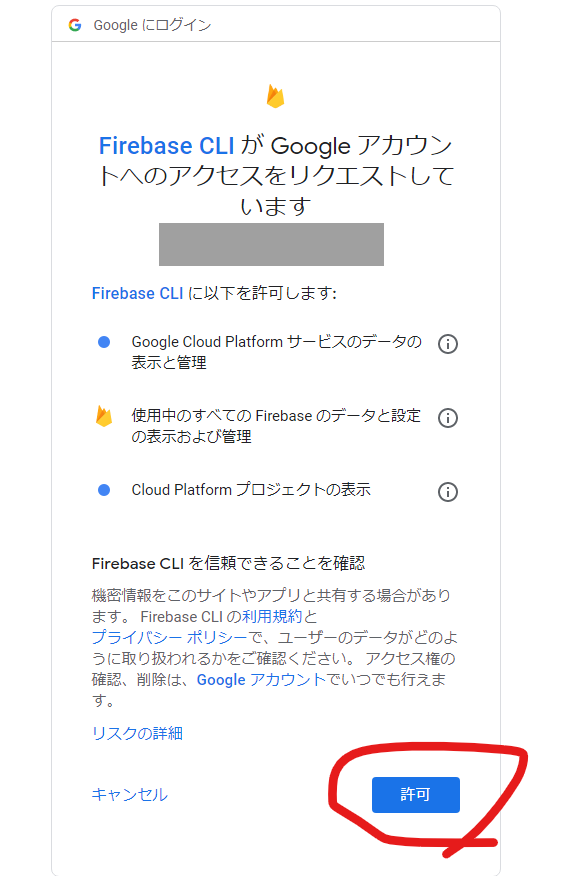 Google にログイン
Firebase CLI が Google アカウン
トへのアクセスをリクエストして
います
Firebase CLI に以下を許可します:
Google Cloud Platform サービスのデータの
表示と管理
使用中のすべての Firebase のデータと設定
の表示および管理
Cloud Platform プロジェクトの表示
Firebase CLI を信頼できることを確認
機密情報をこのサイトやアプリと共有する場合があり
ます。 Firebase CLI の利用規約と
プライバシー ポリシーで、ユーザーのデータがどのよ
うに取り扱われるかをご確認ください。 アクセス権の
確認、削除は、Google アカウントでいつでも行えま
す。
リスクの詳細
キャンセル
許可